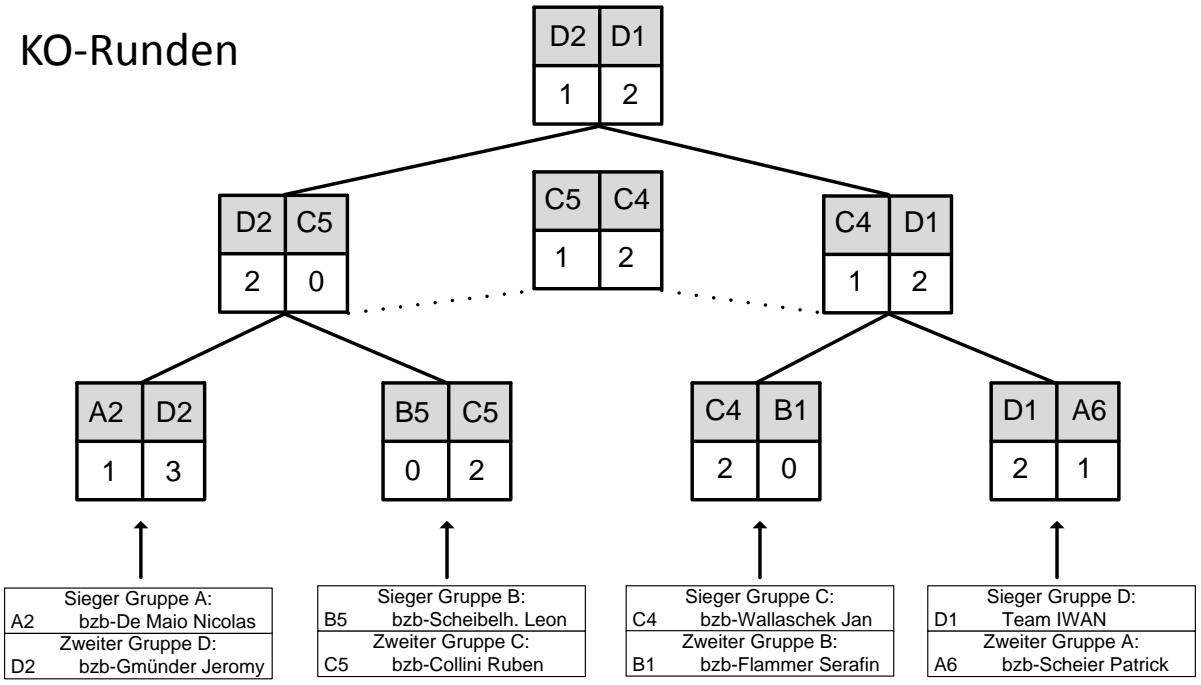 KO-Runden
D2 D1
1 2
D2 C5
2 0
C5 C4
1 2
C4 D1
1 2
A2 D2
1 3
B5 C5
0 2
C4 B1
2 0
D1 A6
2 1
Sieger Gruppe A:
A2 bzb-De Maio Nicolas
Zweiter Gruppe D:
D2 bzb-Gmünder Jeromy
Sieger Gruppe B:
B5 bzb-Scheibelh. Leon
Zweiter Gruppe C:
C5 bzb-Collini Ruben
Sieger Gruppe C:
C4 bzb-Wallaschek Jan
Zweiter Gruppe B:
B1 bzb-Flammer Serafin
Sieger Gruppe D:
D1 Team IWAN
Zweiter Gruppe A:
A6 bzb-Scheier Patrick